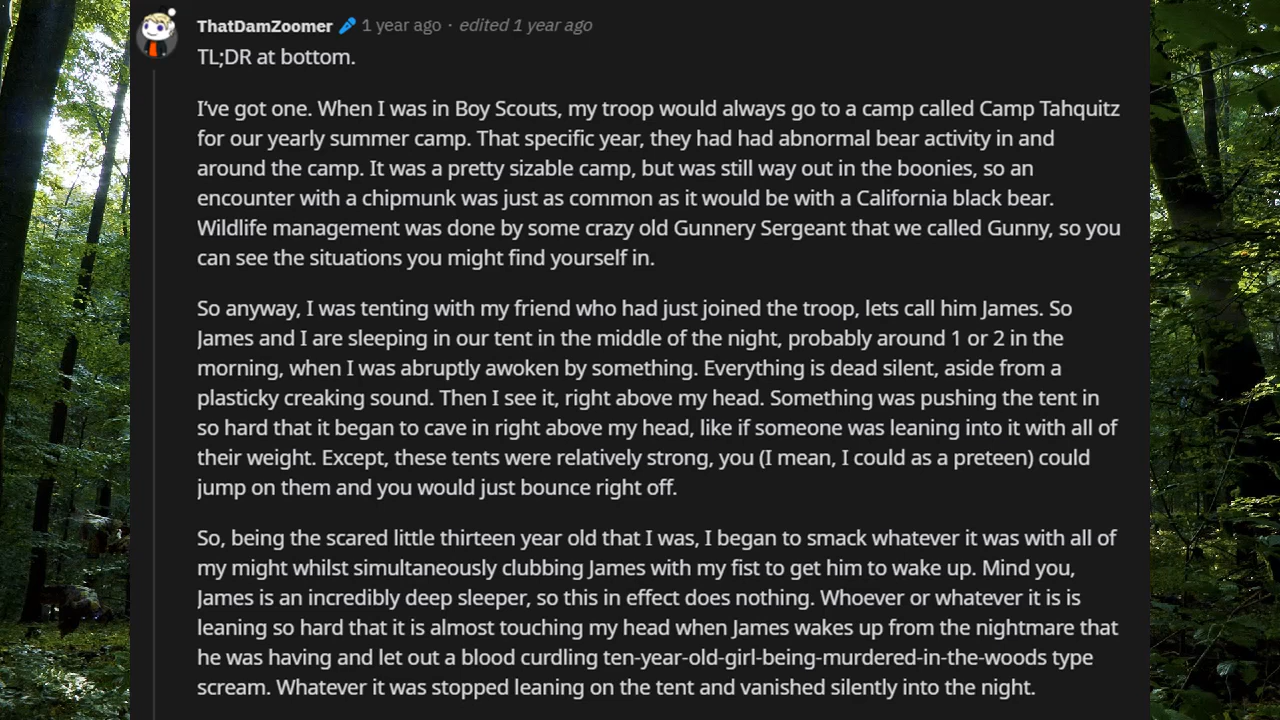 ThatDamZoomer 1 year ago · edited 1 year ago
TL;DR at bottom.
I've got one. When I was in Boy Scouts, my troop would always go to a camp called Camp Tahquitz
for our yearly summer camp. That specific year, they had had abnormal bear activity in and
around the camp. It was a pretty sizable camp, but was still way out in the boonies, so an
encounter with a chipmunk was just as common as it would be with a California black bear.
Wildlife management was done by some crazy old Gunnery Sergeant that we called Gunny, so you
can see the situations you might find yourself in.
So anyway, I was tenting with my friend who had just joined the troop, lets call him James. So
James and I are sleeping in our tent in the middle of the night, probably around 1 or 2 in the
morning, when I was abruptly awoken by something. Everything is dead silent, aside from a
plasticky creaking sound. Then I see it, right above my head. Something was pushing the tent in
so hard that it began to cave in right above my head, like if someone was leaning into it with all of
their weight. Except, these tents were relatively strong, you (I mean, I could as a preteen) could
jump on them and you would just bounce right off.
So, being the scared little thirteen year old that I was, I began to smack whatever it was with all of
my might whilst simultaneously clubbing James with my fist to get him to wake up. Mind you,
James is an incredibly deep sleeper, so this in effect does nothing. Whoever or whatever it is is
leaning so hard that it is almost touching my head when James wakes up from the nightmare that
he was having and let out a blood curdling ten-year-old-girl-being-murdered-in-the-woods type
scream. Whatever it was stopped leaning on the tent and vanished silently into the night.